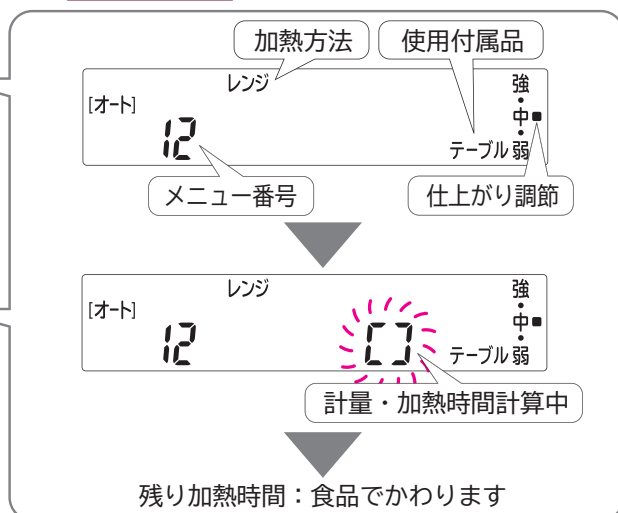 加熱方法
使用付属品
レンジ
強
[オート]
・
中■
・
12
テーブル 弱
メニュー番号
仕上がり調節
レンジ
強
[オート]
・
中■
・
12
テーブル 弱
計量・加熱時間計算中
残り加熱時間：食品でかわります